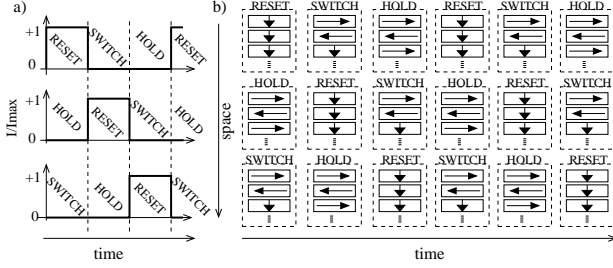 a)
+1
0
RESET
SWITCH
HOLD
RESET
+1
0
HOLD
RESET
SWITCH
HOLD
+1
0
SWITCH
HOLD
RESET
SWITCH
I/Imax
time
b)
RESET SWITCH HOLD RESET SWITCH HOLD
HOLD RESET SWITCH HOLD RESET SWITCH
SWITCH HOLD RESET SWITCH HOLD RESET
space
time